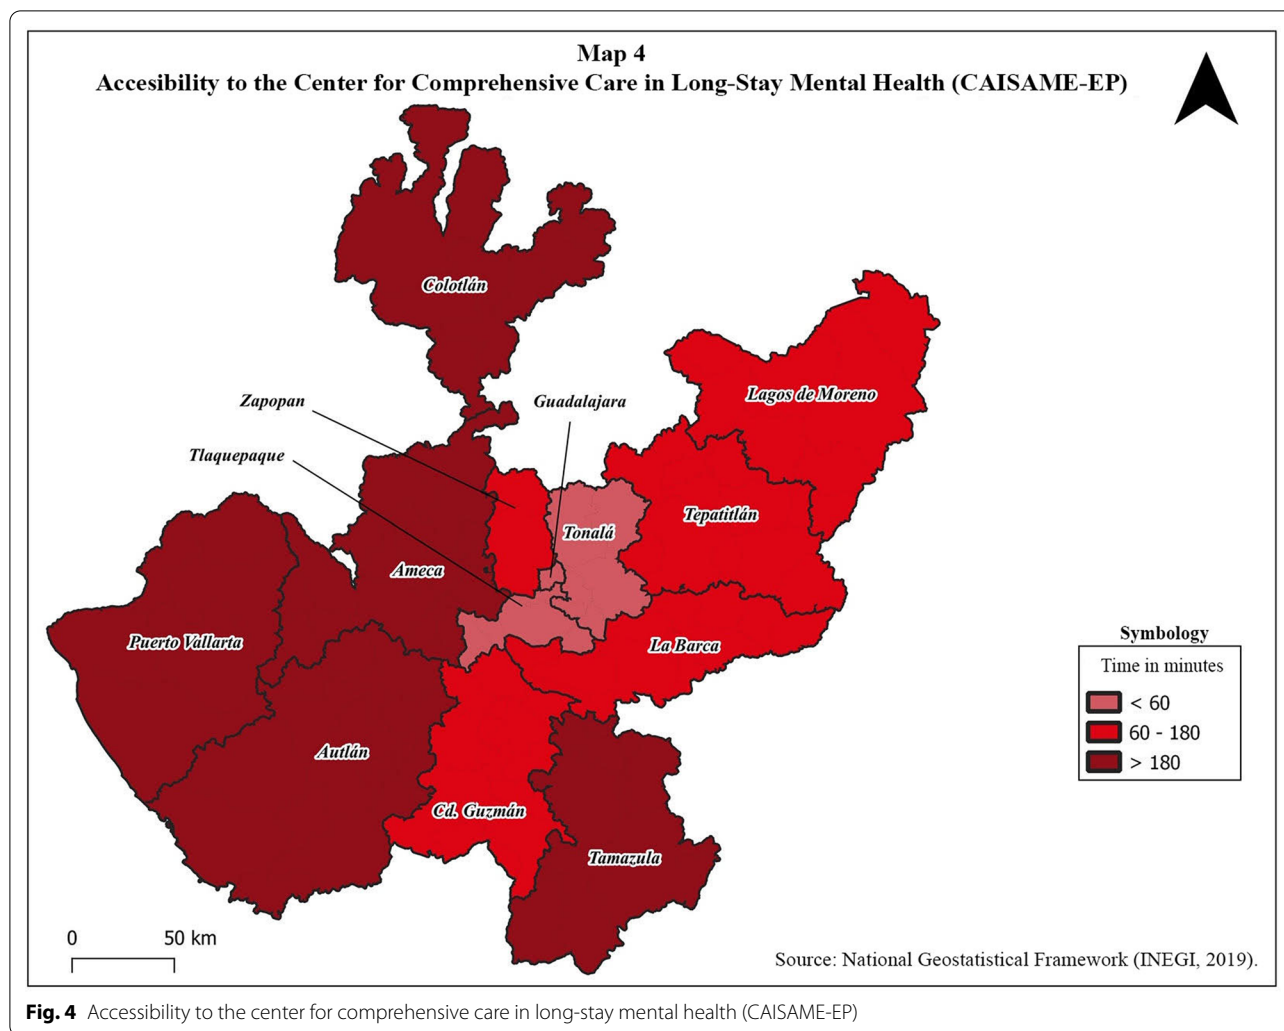 Map 4
Accesibility to the Center for Comprehensive Care in Long-Stay Mental Health (CAISAME-EP)
Colotlán
Lagos de Moreno
Zapopan
Guadalajara
Tlaquepaque
Tepatitlán
Tonalá
Ameca
Puerto Vallarta
La Barca
Autlán
Cd. Guzmán
Tamazula
Symbology
Time in minutes
< 60
60 - 180
> 180
0 50 km
Source: National Geostatistical Framework (INEGI, 2019).
Fig. 4 Accessibility to the center for comprehensive care in long-stay mental health (CAISAME-EP)